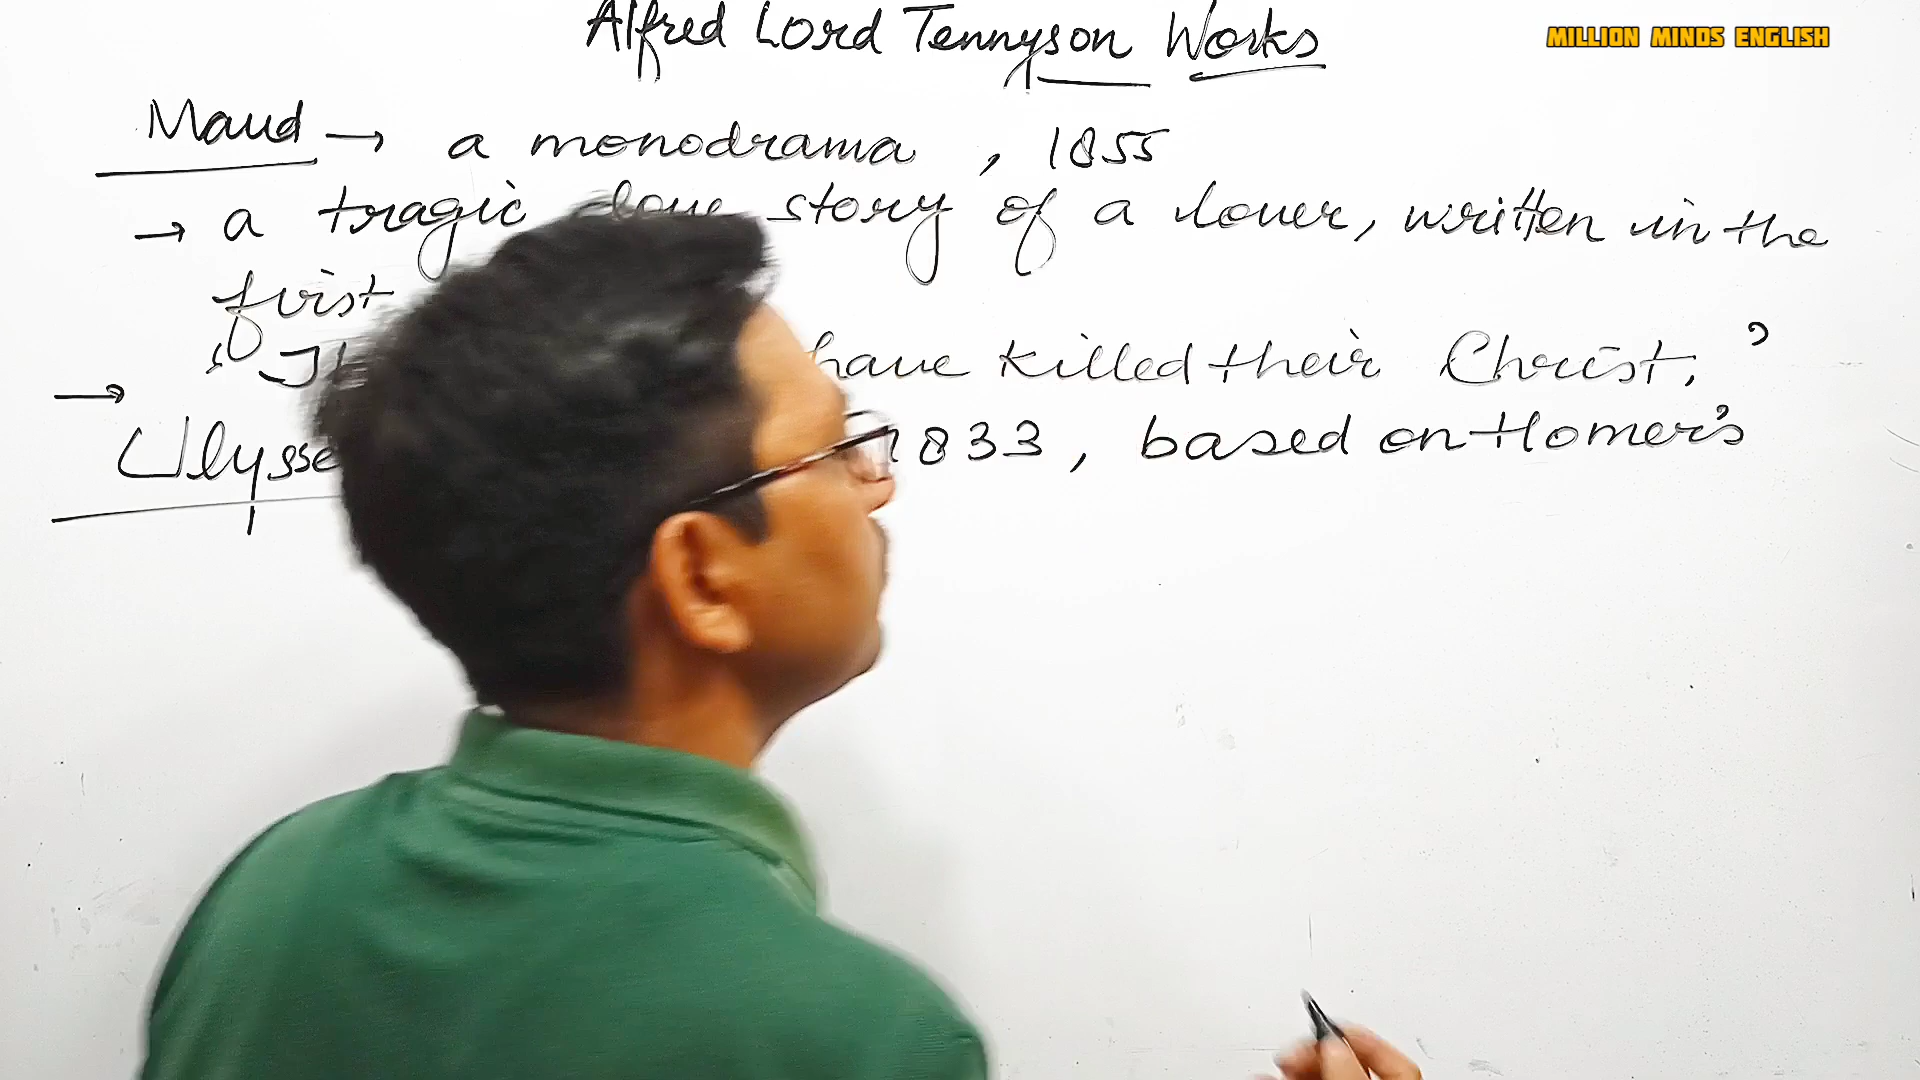 Alfred Lord Tennyson Works
MILLION MINDS ENGLISH
Maud → a monodrama , 1855
→ a tragic love story of a lover, written in the
first
have killed their Christ.'
→
1833 , based on Homer's